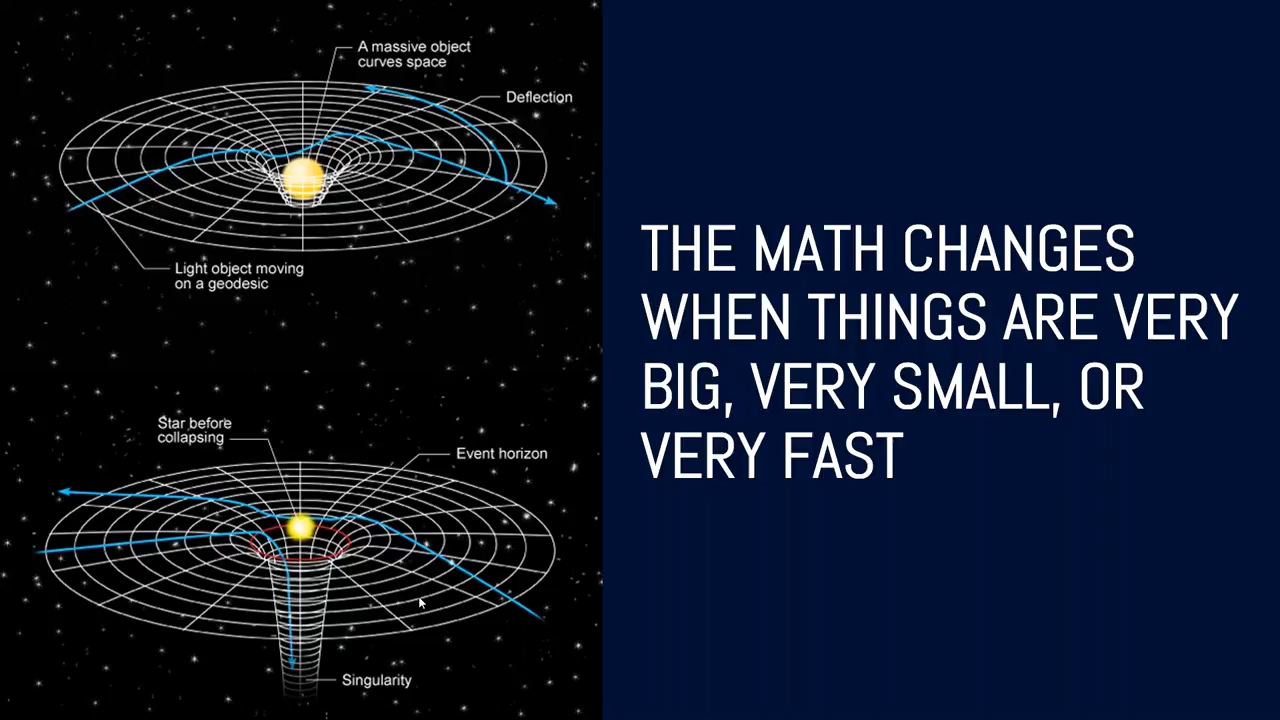 A massive object
curves space
Deflection
Light object moving
on a geodesic
Star before
collapsing
Event horizon
Singularity
THE MATH CHANGES
WHEN THINGS ARE VERY
BIG, VERY SMALL, OR
VERY FAST